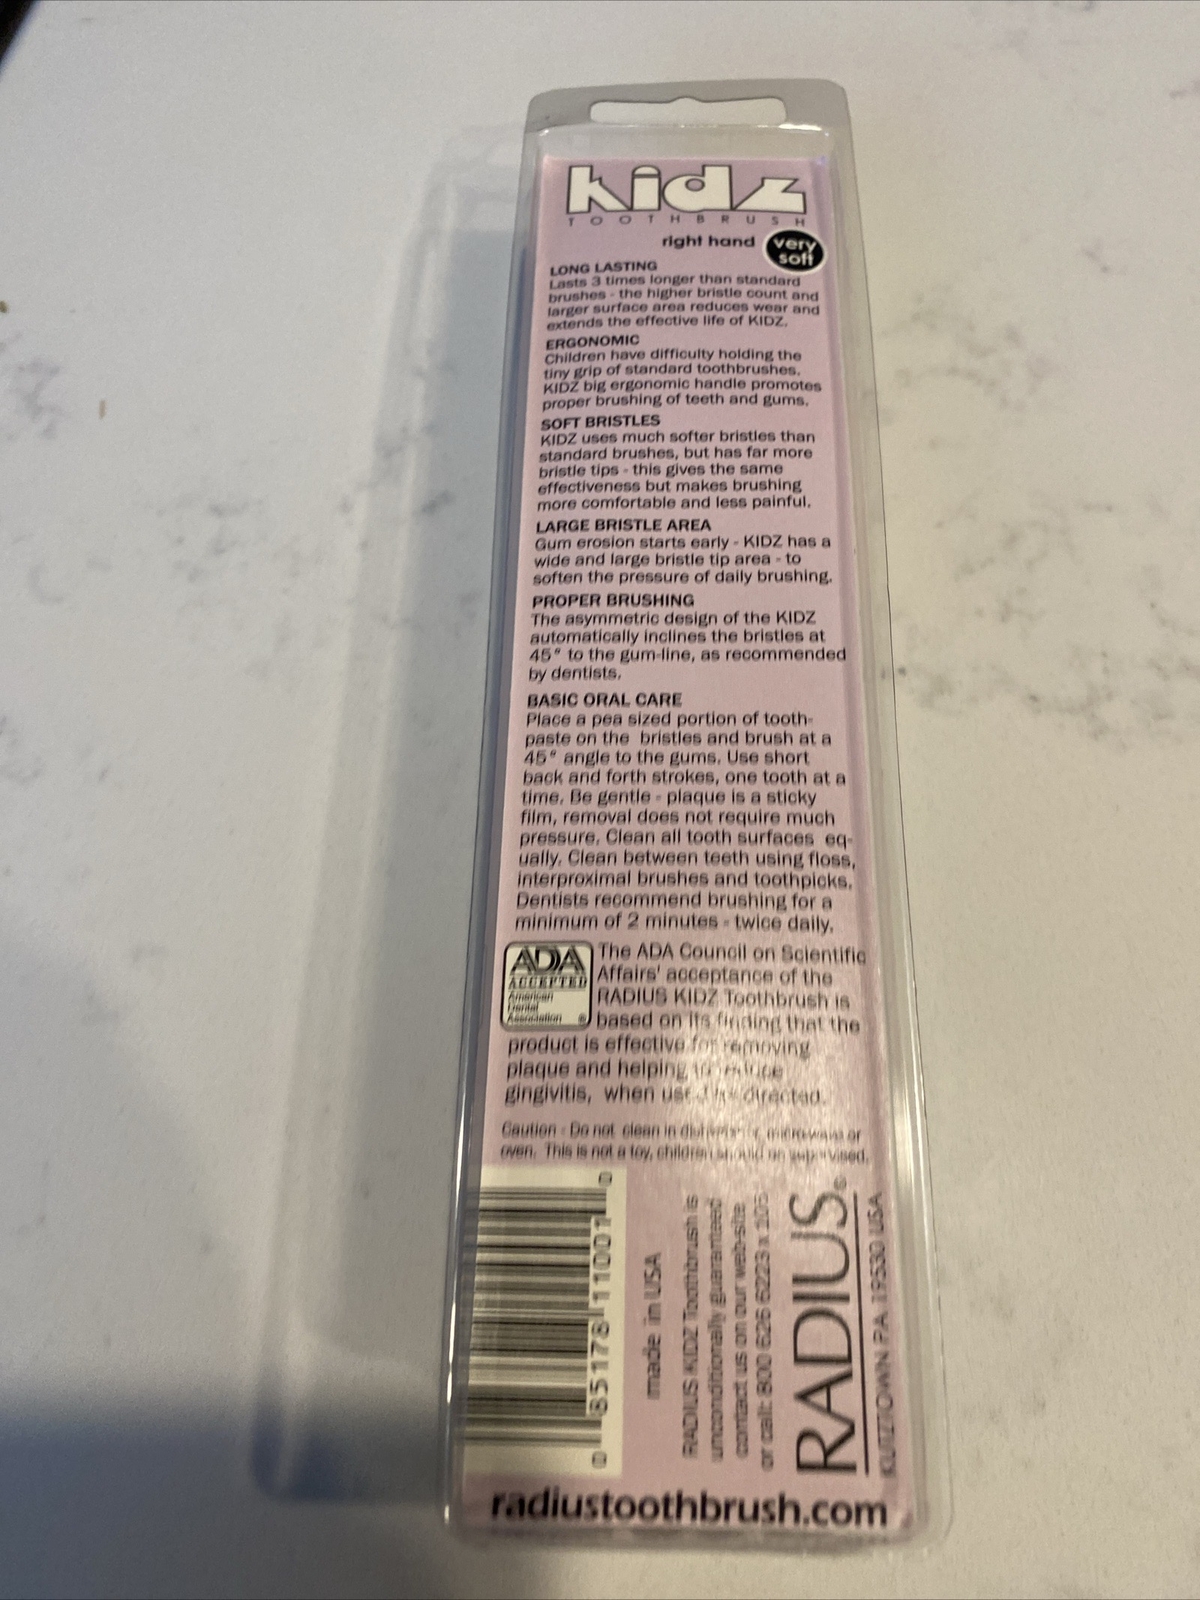 kidz
TOOTHBRUSH
right hand
very
soft
LONG LASTING
Lasts 3 times longer than standard
brushes - the higher bristle count and
larger surface area reduces wear and
extends the effective life of KIDZ.
ERGONOMIC
Children have difficulty holding the
tiny grip of standard toothbrushes.
KIDZ big ergonomic handle promotes
proper brushing of teeth and gums.
SOFT BRISTLES
KIDZ uses much softer bristles than
standard brushes, but has far more
bristle tips - this gives the same
effectiveness but makes brushing
more comfortable and less painful.
LARGE BRISTLE AREA
Gum erosion starts early - KIDZ has a
wide and large bristle tip area - to
soften the pressure of daily brushing.
PROPER BRUSHING
The asymmetric design of the KIDZ
automatically inclines the bristles at
45° to the gum-line, as recommended
by dentists.
BASIC ORAL CARE
Place a pea sized portion of tooth-
paste on the bristles and brush at a
45° angle to the gums. Use short
back and forth strokes, one tooth at a
time. Be gentle - plaque is a sticky
film, removal does not require much
pressure. Clean all tooth surfaces eq-
ually. Clean between teeth using floss,
interproximal brushes and toothpicks.
Dentists recommend brushing for a
minimum of 2 minutes - twice daily.
ADA
ACCEPTED
American
Dental
Association ®
The ADA Council on Scientific
Affairs' acceptance of the
RADIUS KIDZ Toothbrush is
based on its finding that the
product is effective for removing
plaque and helping to reduce
gingivitis, when used as directed.
Caution - Do not clean in dishwasher, microwave or
oven. This is not a toy, children should be supervised.
0 85178 11001 0
made in USA
RADIUS KIDZ Toothbrush is
unconditionally guaranteed
contact us on our web-site
or call: 800 626 6223 x 105
RADIUS®
KUTZTOWN PA 19530 USA
radiustoothbrush.com